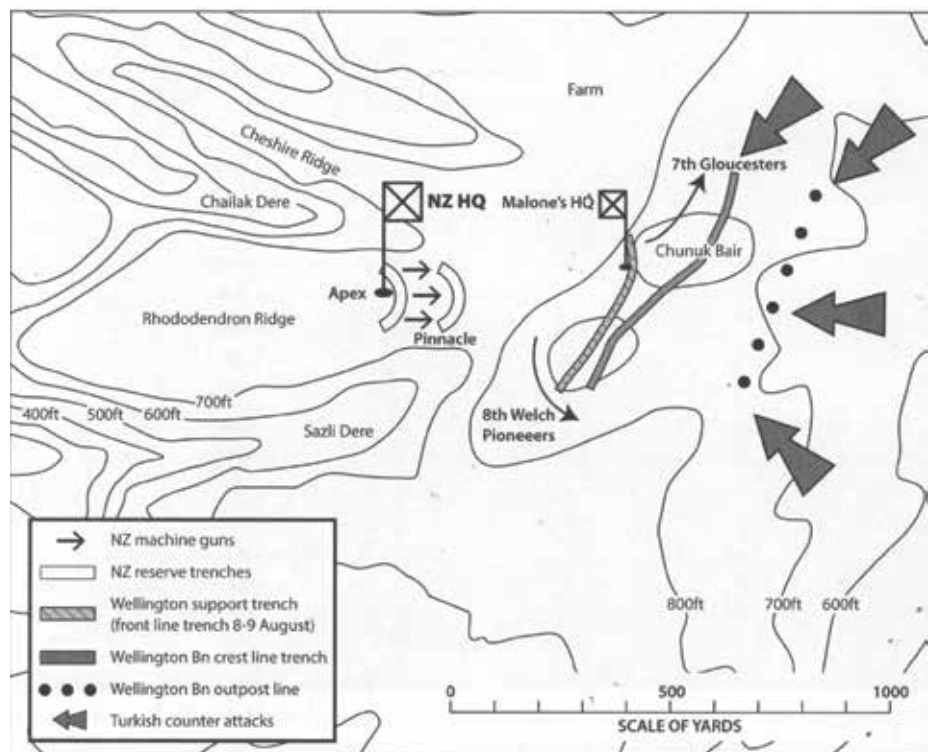 Farm
Cheshire Ridge
7th Gloucesters
Chailak Dere
NZ HQ
Malone's HQ
Chunuk Bair
Apex
Rhododendron Ridge
Pinnacle
700ft
400ft
500ft
600ft
8th Welch
Pioneeers
Sazli Dere
NZ machine guns
NZ reserve trenches
Wellington support trench
(front line trench 8-9 August)
Wellington Bn crest line trench
Wellington Bn outpost line
Turkish counter attacks
800ft
700ft
600ft
0
500
1000
SCALE OF YARDS